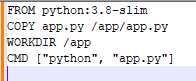 FROM python:3.8-slim
COPY app.py /app/app.py
WORKDIR /app
CMD ["python", "app.py"]